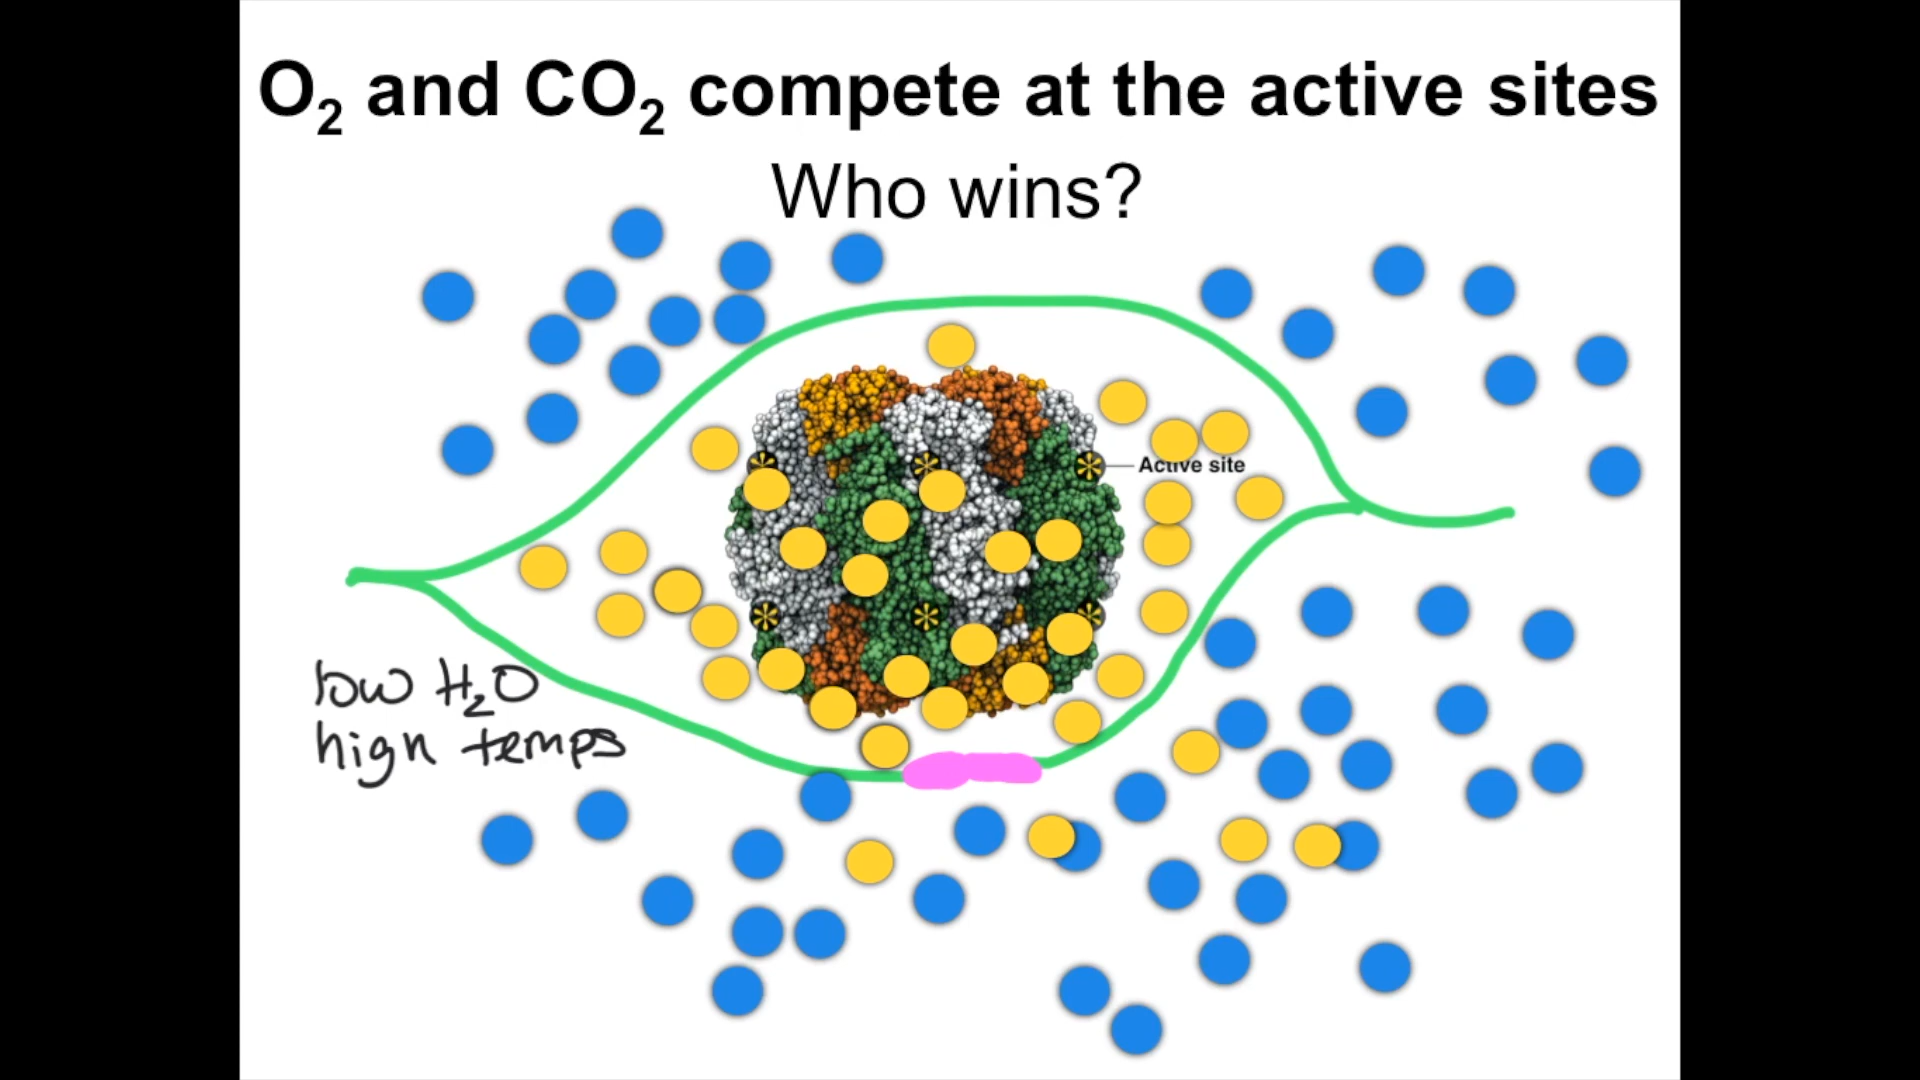 O₂ and CO₂ compete at the active sites
Who wins?
Active site
low H₂O
high temps